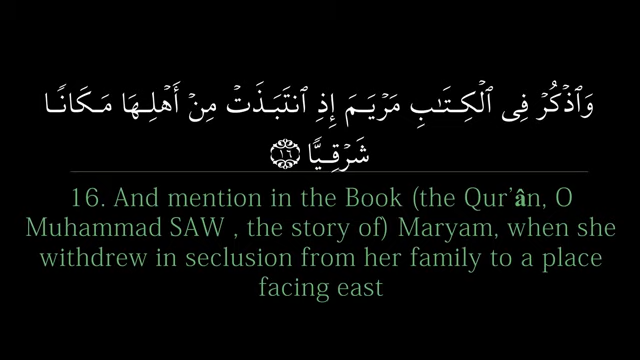 وَٱذۡكُرۡ فِى ٱلۡكِتَـٰبِ مَرۡيَمَ إِذِ ٱنتَبَذَتۡ مِنۡ أَهۡلِهَا مَكَانً۬ا
شَرۡقِيًّ۬ا ١٦
16. And mention in the Book (the Qur’ân, O
Muhammad SAW , the story of) Maryam, when she
withdrew in seclusion from her family to a place
facing east